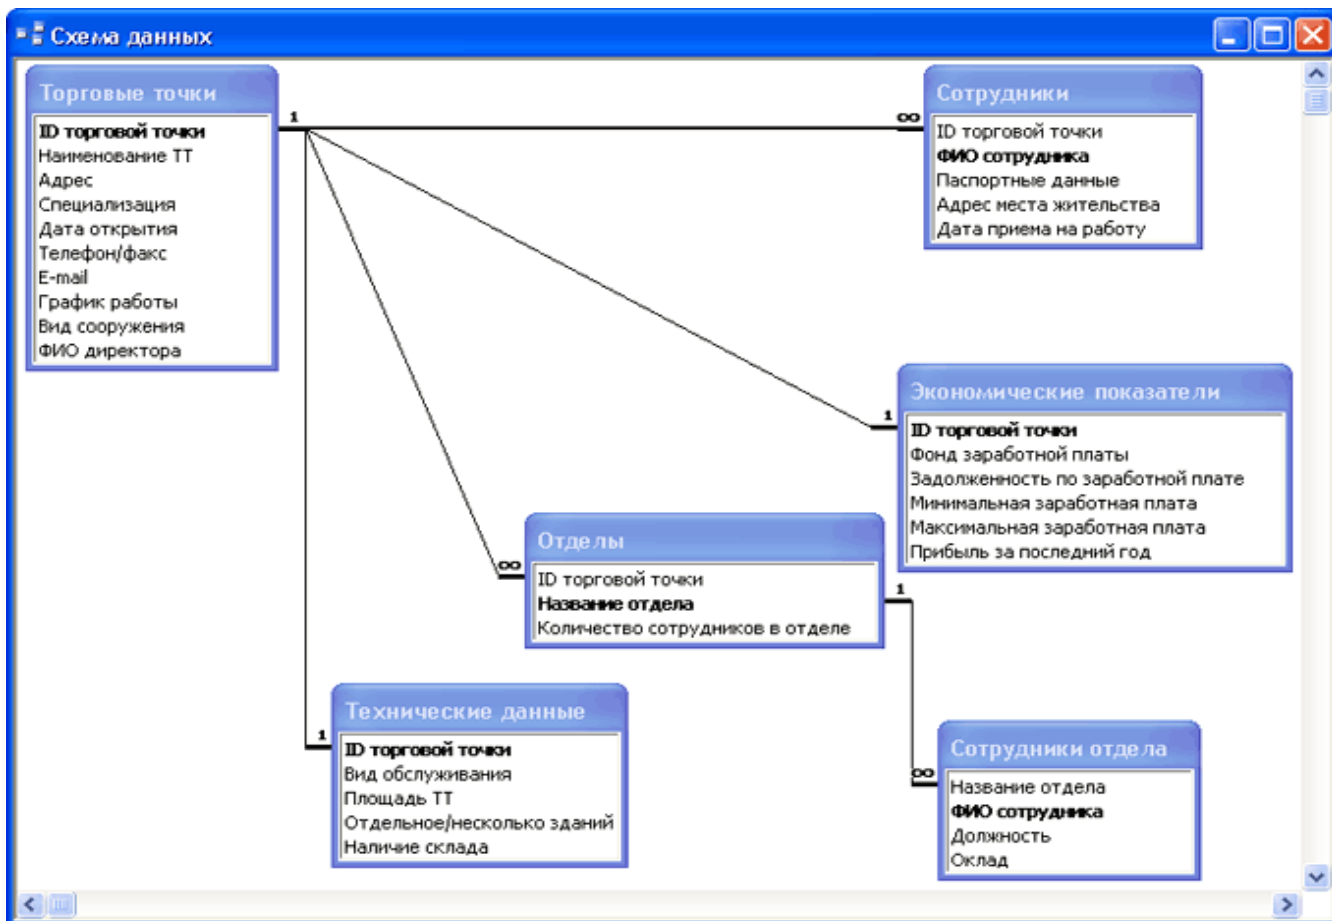 Схема данных
Торговые точки
ID торговой точки
Наименование ТТ
Адрес
Специализация
Дата открытия
Телефон/факс
E-mail
График работы
Вид сооружения
ФИО директора
1
∞
Сотрудники
ID торговой точки
ФИО сотрудника
Паспортные данные
Адрес места жительства
Дата приема на работу
1
Экономические показатели
ID торговой точки
Фонд заработной платы
Задолженность по заработной плате
Минимальная заработная плата
Максимальная заработная плата
Прибыль за последний год
∞
Отделы
ID торговой точки
Название отдела
Количество сотрудников в отделе
1
1
Технические данные
ID торговой точки
Вид обслуживания
Площадь ТТ
Отдельное/несколько зданий
Наличие склада
∞
Сотрудники отдела
Название отдела
ФИО сотрудника
Должность
Оклад